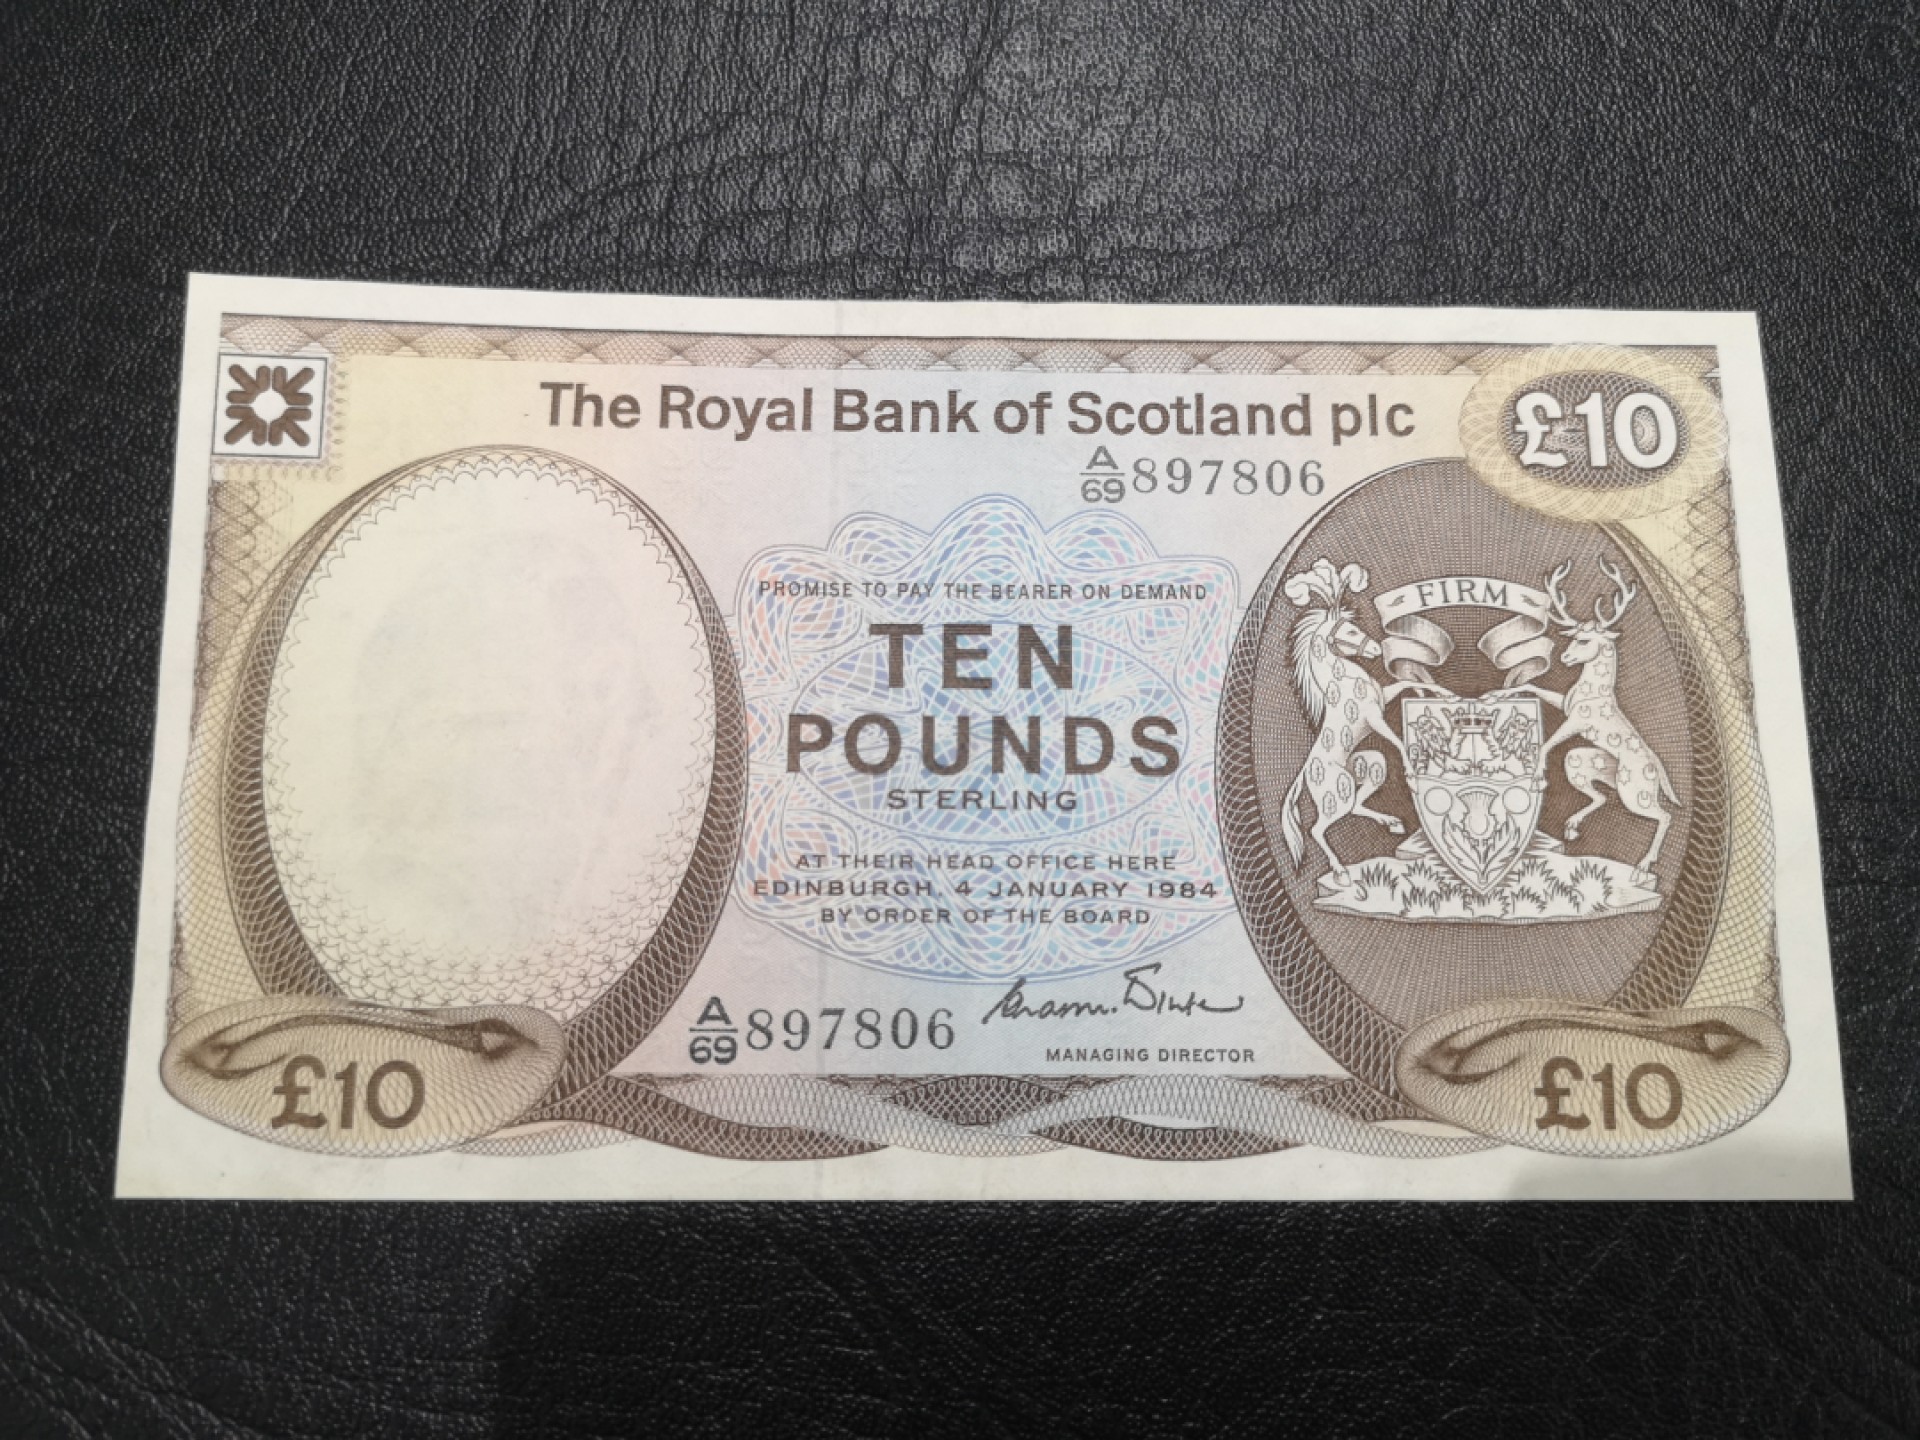 The Royal Bank of Scotland plc
£10
A/69 897806
FIRM
PROMISE TO PAY THE BEARER ON DEMAND
TEN
POUNDS
STERLING
AT THEIR HEAD OFFICE HERE
EDINBURGH, 4 JANUARY 1984
BY ORDER OF THE BOARD
A/69 897806
MANAGING DIRECTOR
£10
£10